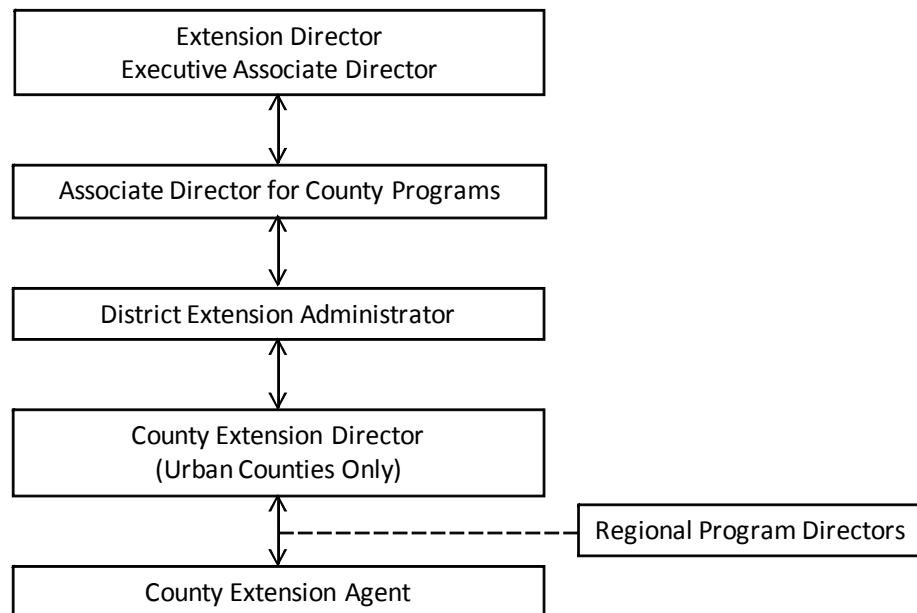 Extension Director
Executive Associate Director
Associate Director for County Programs
District Extension Administrator
County Extension Director
(Urban Counties Only)
Regional Program Directors
County Extension Agent